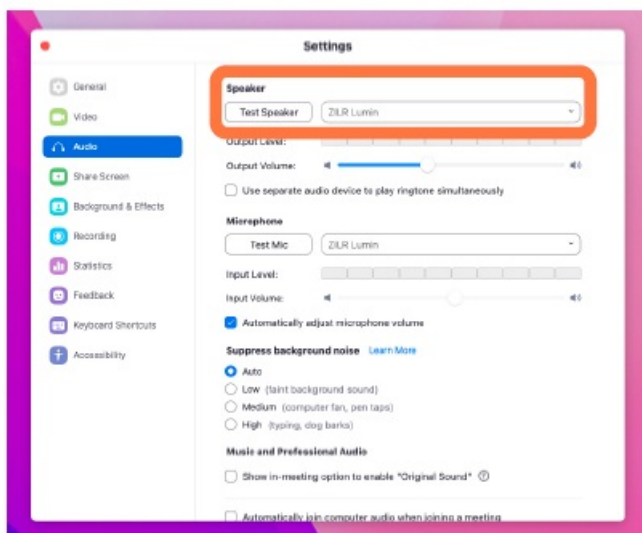 Settings
General
Video
Audio
Share Screen
Background & Effects
Recording
Statistics
Feedback
Keyboard Shortcuts
Accessibility
Speaker
Test Speaker ZILR Lumin
Output Level:
Output Volume:
Use separate audio device to play ringtone simultaneously
Microphone
Test Mic ZILR Lumin
Input Level:
Input Volume:
Automatically adjust microphone volume
Suppress background noise Learn More
Auto
Low (faint background sound)
Medium (computer fan, pen taps)
High (typing, dog barks)
Music and Professional Audio
Show in-meeting option to enable "Original Sound" ?
Automatically join computer audio when joining a meeting